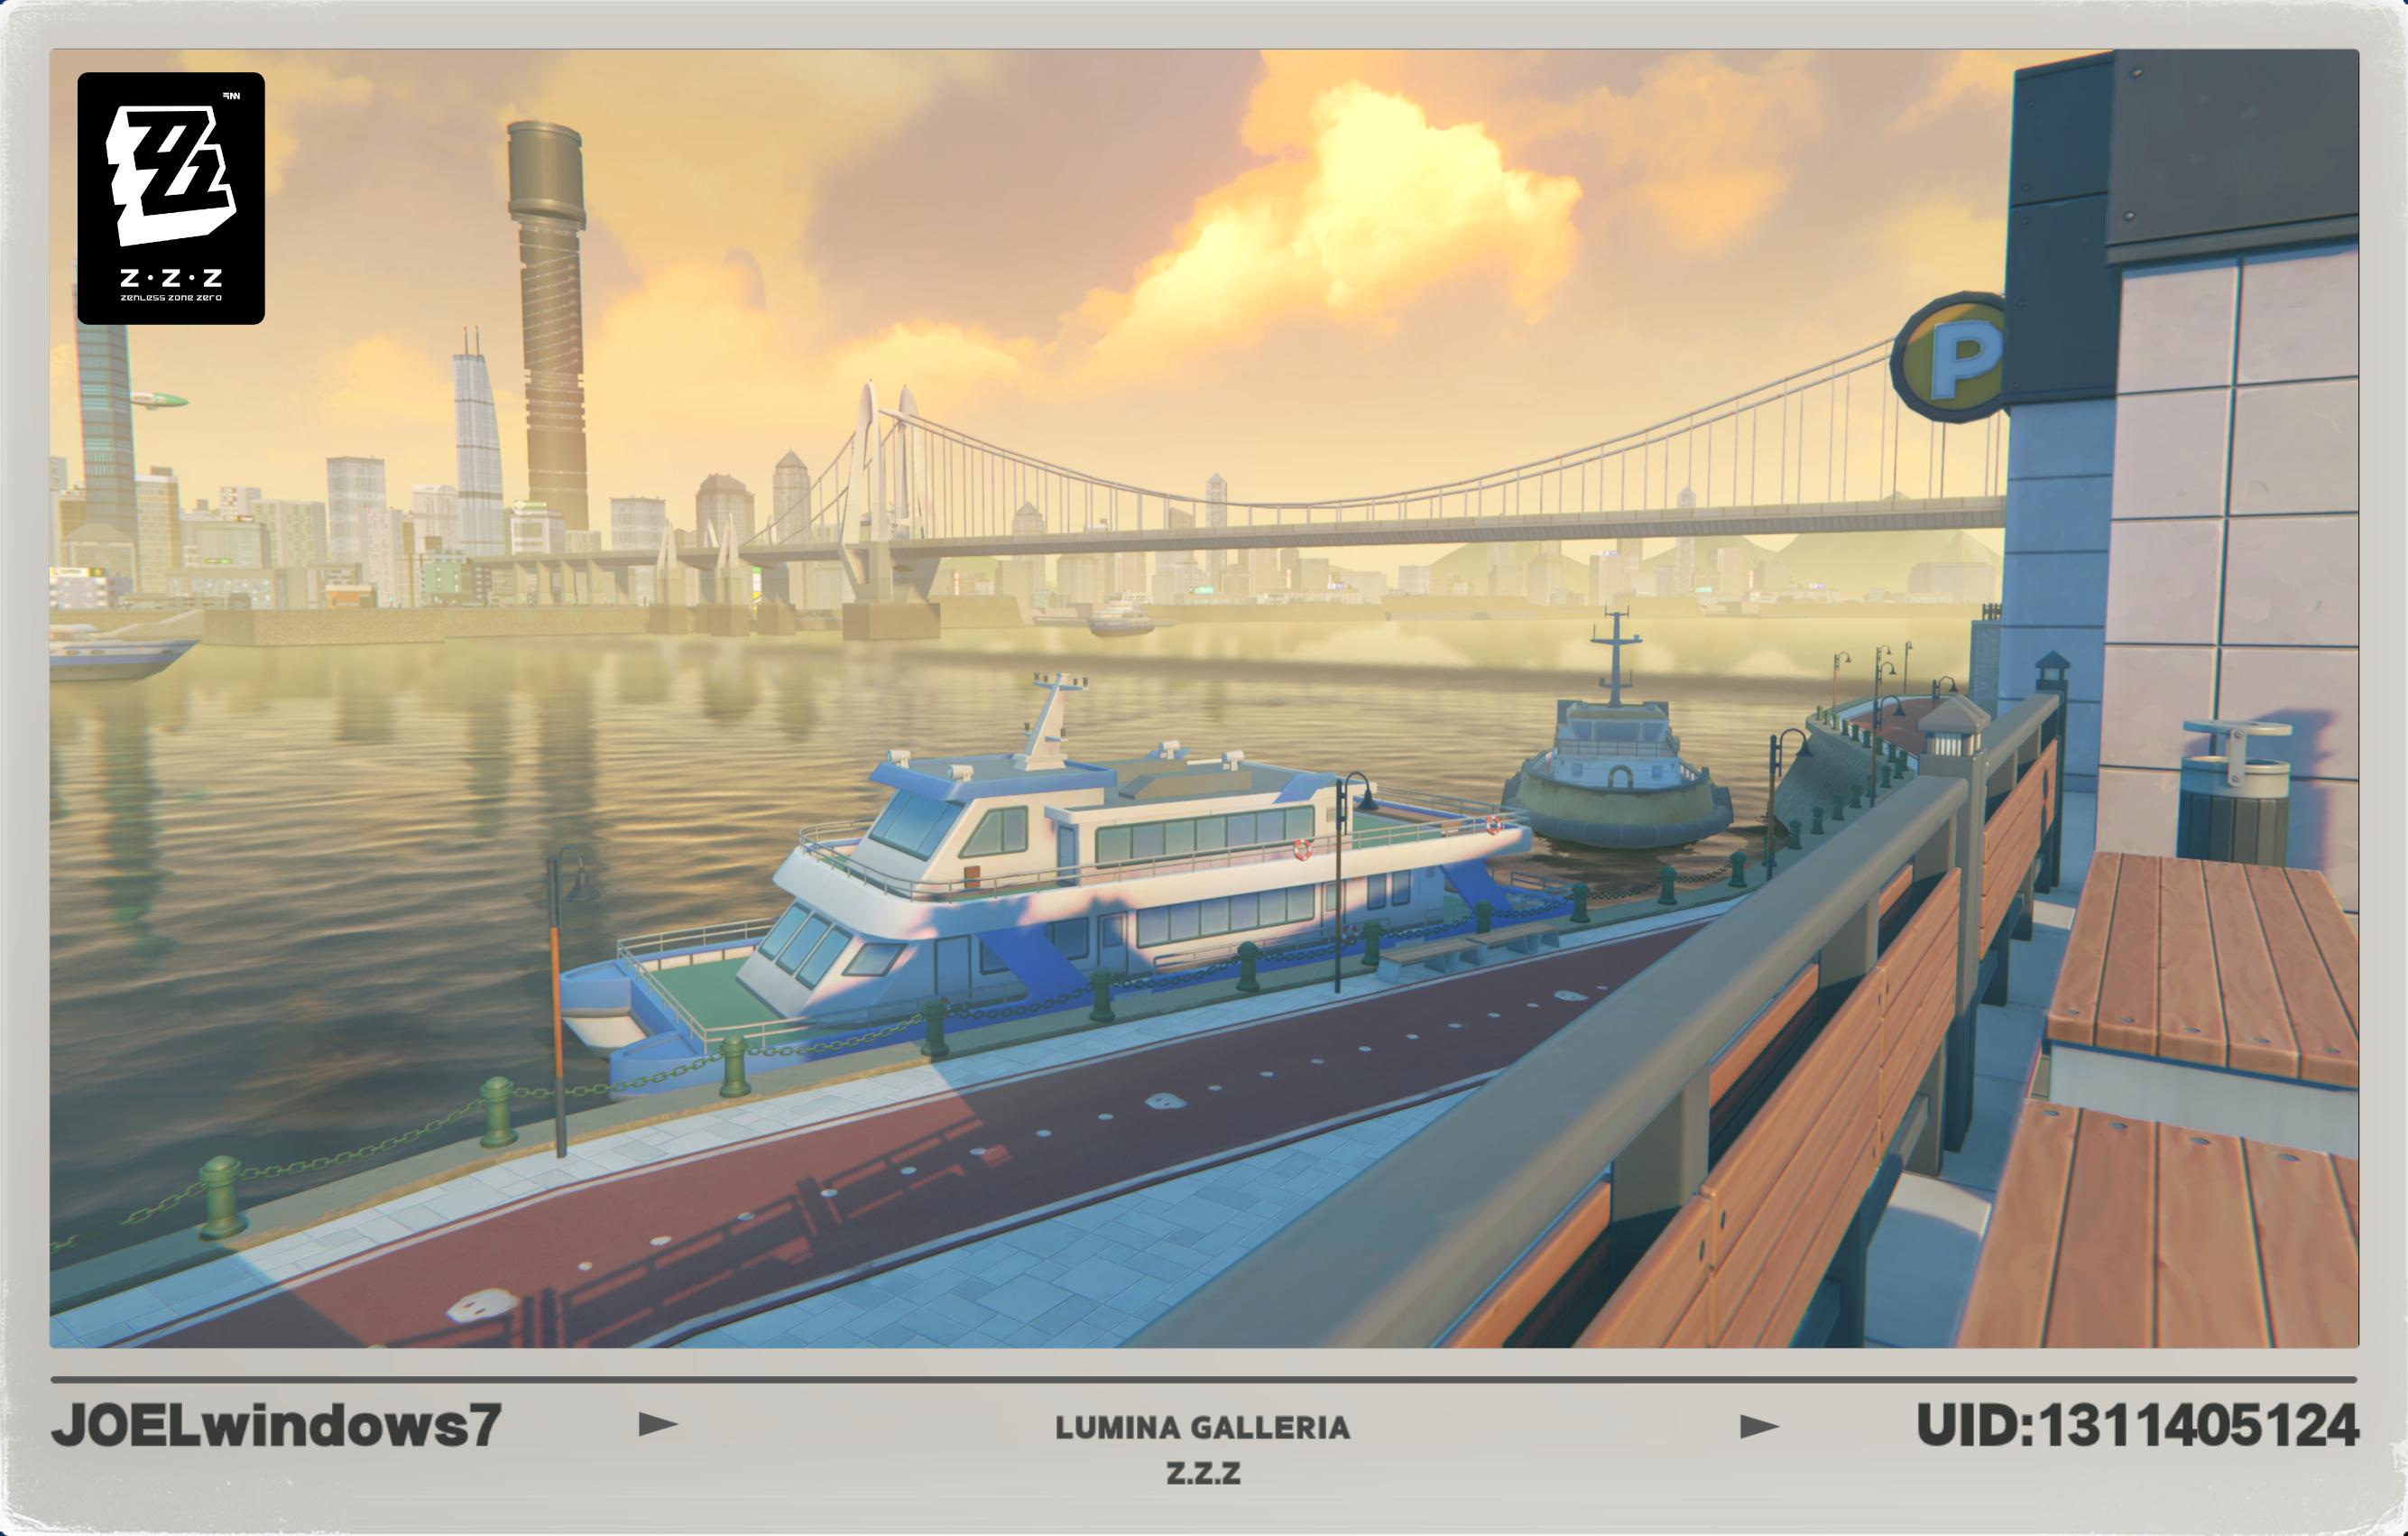 Z·Z·Z
ZENLESS ZONE ZERO
P
JOELwindows7
LUMINA GALLERIA
Z.Z.Z
UID:1311405124